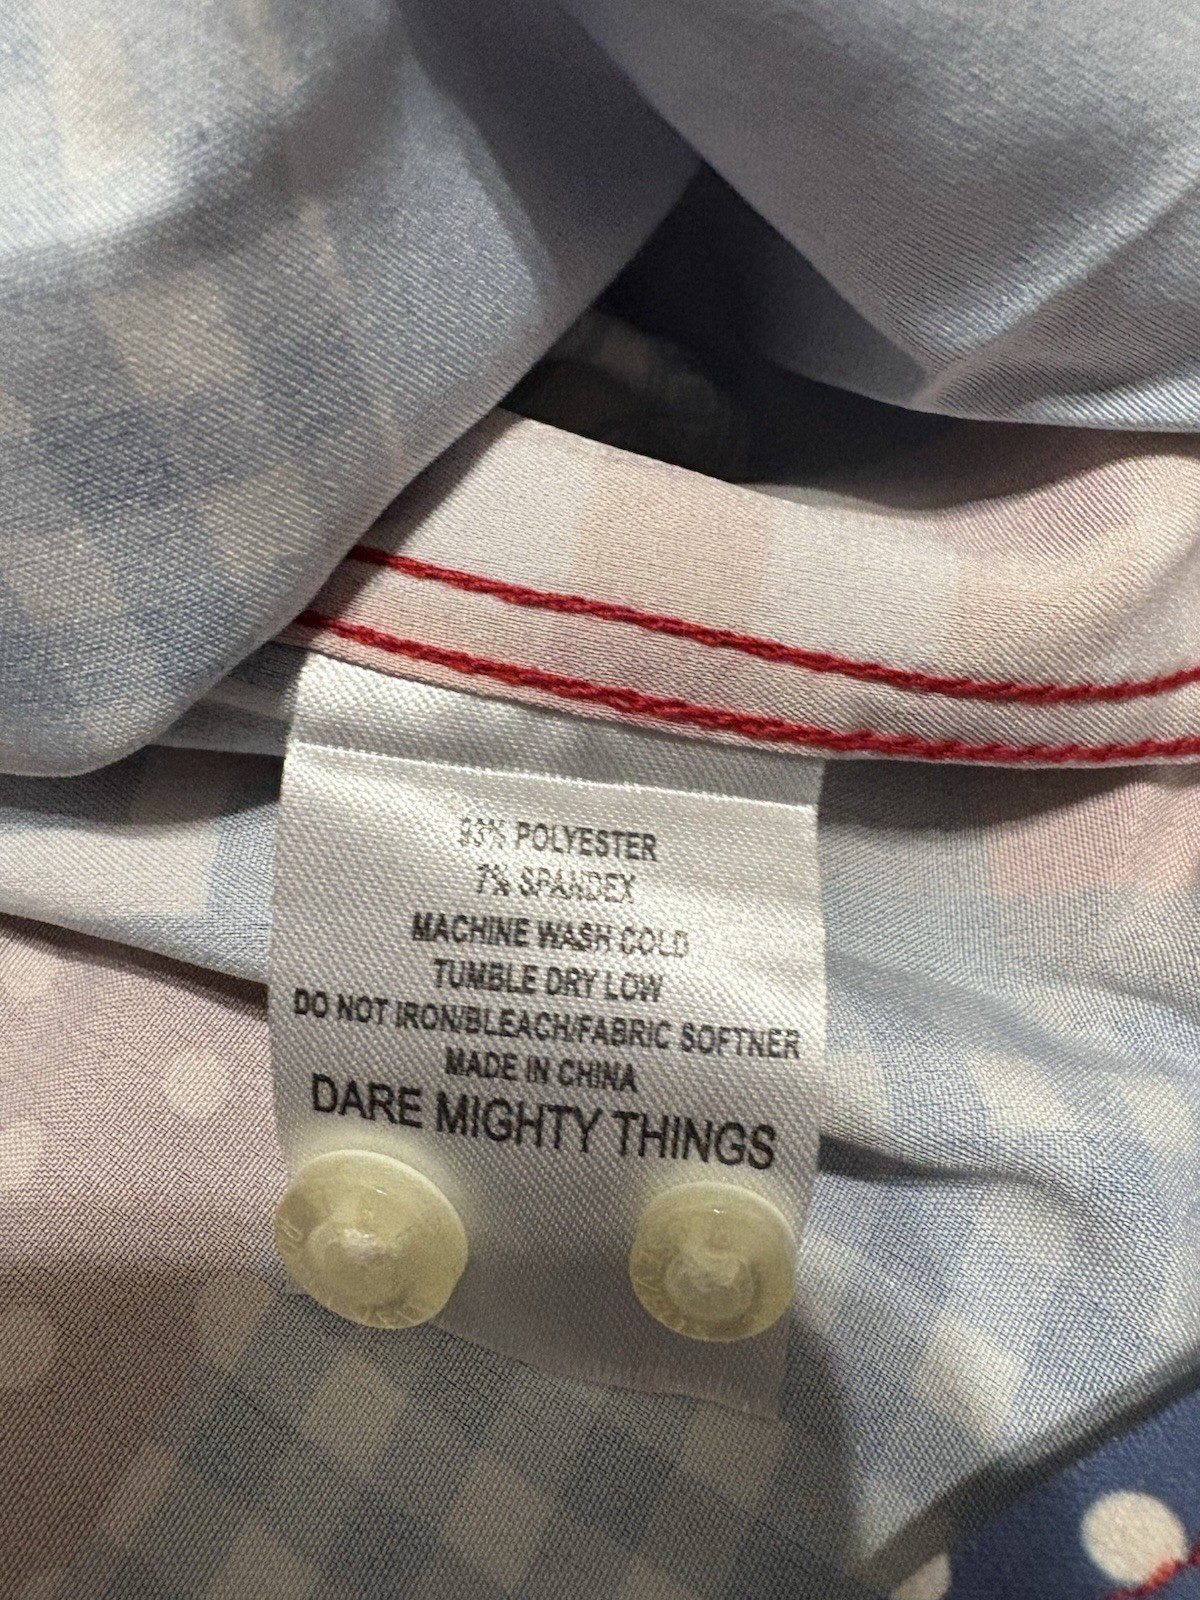 93% POLYESTER
7% SPANDEX
MACHINE WASH COLD
TUMBLE DRY LOW
DO NOT IRON/BLEACH/FABRIC SOFTNER
MADE IN CHINA
DARE MIGHTY THINGS